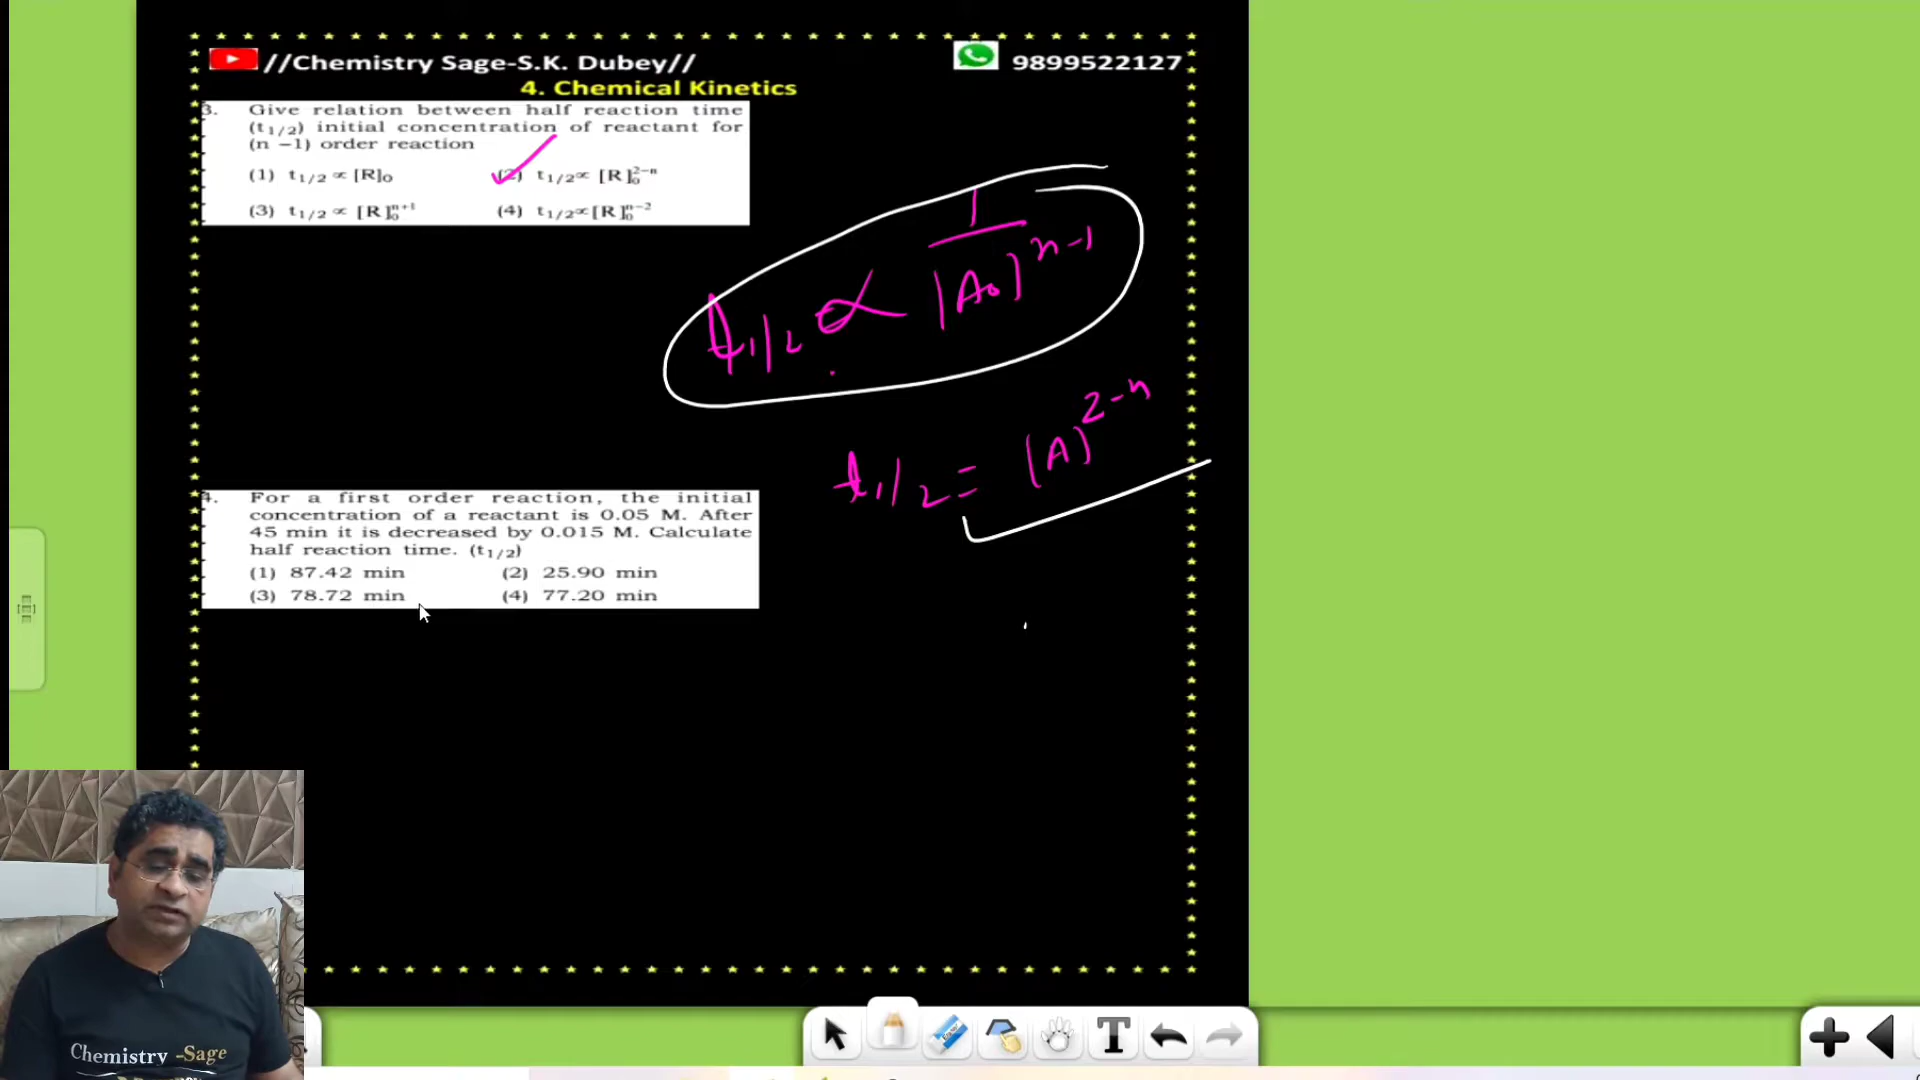 //Chemistry Sage-S.K. Dubey//
9899522127
4. Chemical Kinetics
3. Give relation between half reaction time
(t1/2) initial concentration of reactant for
(n −1) order reaction
(1) t1/2 ∝ [R]0 (2) t1/2∝ [R]0^2−n
(3) t1/2 ∝ [R]0^n+1 (4) t1/2∝[R]0^n−2
t1/2 ∝ 1/[A0]^n-1
t1/2 = (A)^2-n
4. For a first order reaction, the initial
concentration of a reactant is 0.05 M. After
45 min it is decreased by 0.015 M. Calculate
half reaction time. (t1/2)
(1) 87.42 min (2) 25.90 min
(3) 78.72 min (4) 77.20 min
Chemistry -Sage
T